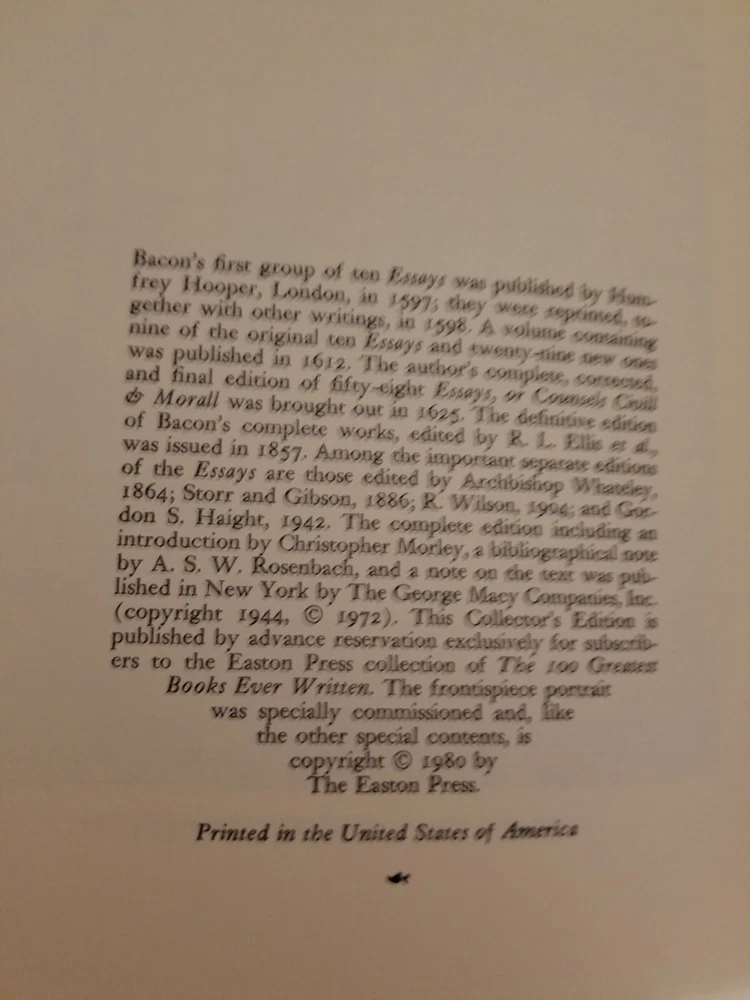 Bacon's first group of ten Essays was published by Hum-
frey Hooper, London, in 1597; they were reprinted, to-
gether with other writings, in 1598. A volume containing
nine of the original ten Essays and twenty-nine new ones
was published in 1612. The author's complete, corrected,
and final edition of fifty-eight Essays, or Counsels Civill
& Morall was brought out in 1625. The definitive edition
of Bacon's complete works, edited by R. L. Ellis et al.,
was issued in 1857. Among the important separate editions
of the Essays are those edited by Archbishop Whateley,
1864; Storr and Gibson, 1886; R. Wilson, 1904; and Gor-
don S. Haight, 1942. The complete edition including an
introduction by Christopher Morley, a bibliographical note
by A. S. W. Rosenbach, and a note on the text was pub-
lished in New York by The George Macy Companies, Inc.
(copyright 1944, © 1972). This Collector's Edition is
published by advance reservation exclusively for subscrib-
ers to the Easton Press collection of The 100 Greatest
Books Ever Written. The frontispiece portrait
was specially commissioned and, like
the other special contents, is
copyright © 1980 by
The Easton Press.
Printed in the United States of America